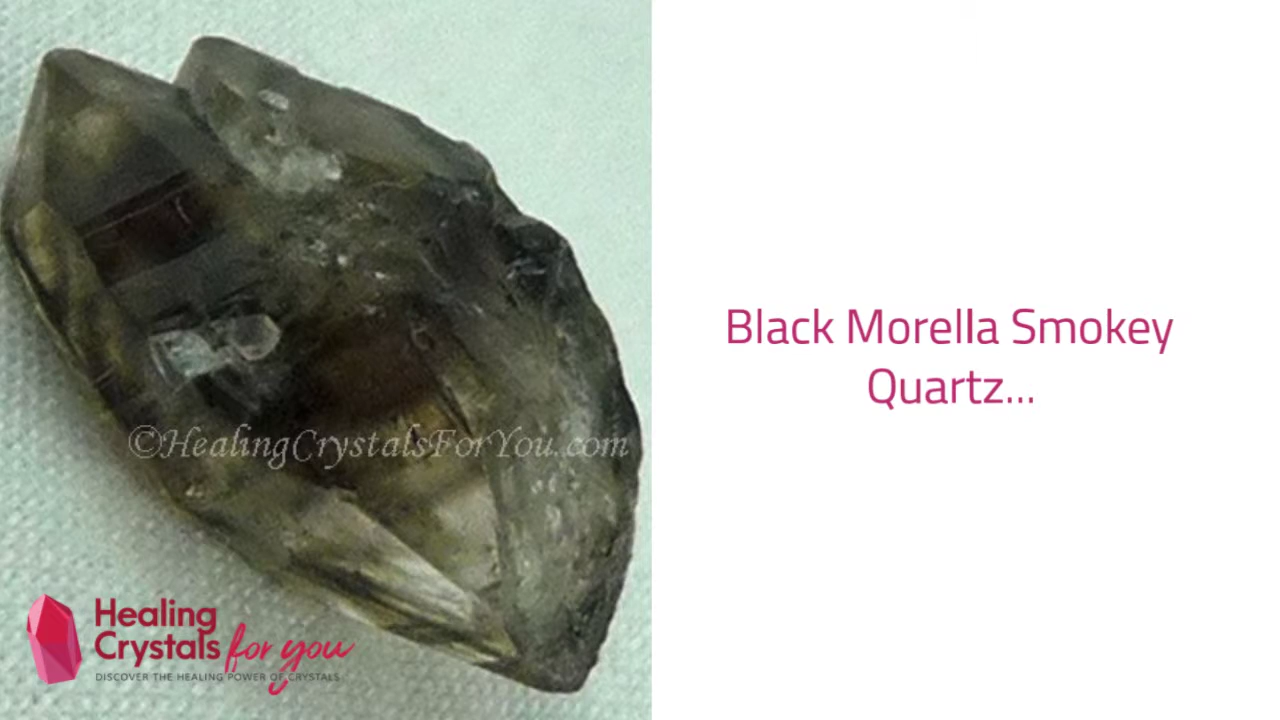 ©HealingCrystalsForYou.com
Healing
Crystals for you
DISCOVER THE HEALING POWER OF CRYSTALS
Black Morella Smokey
Quartz...